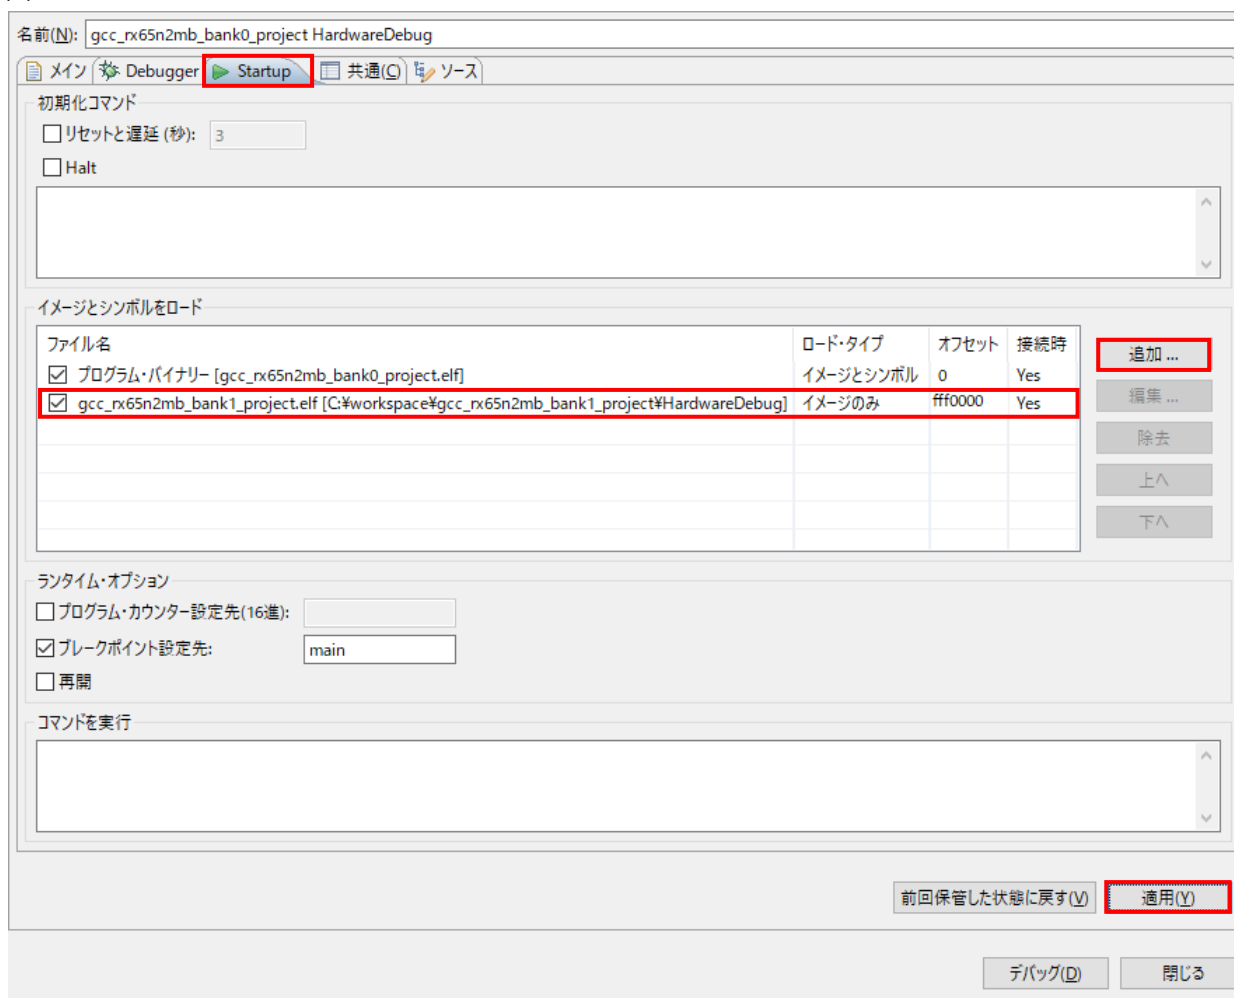 名前(N): gcc_rx65n2mb_bank0_project HardwareDebug
メイン Debugger Startup 共通(C) ソース
初期化コマンド
リセットと遅延 (秒): 3
Halt
イメージとシンボルをロード
ファイル名 ロード・タイプ オフセット 接続時
プログラム・バイナリー [gcc_rx65n2mb_bank0_project.elf] イメージとシンボル 0 Yes
gcc_rx65n2mb_bank1_project.elf [C:¥workspace¥gcc_rx65n2mb_bank1_project¥HardwareDebug] イメージのみ fff0000 Yes
追加 ...
編集 ...
除去
上へ
下へ
ランタイム・オプション
プログラム・カウンター設定先(16進):
ブレークポイント設定先: main
再開
コマンドを実行
前回保管した状態に戻す(V) 適用(Y)
デバッグ(D) 閉じる